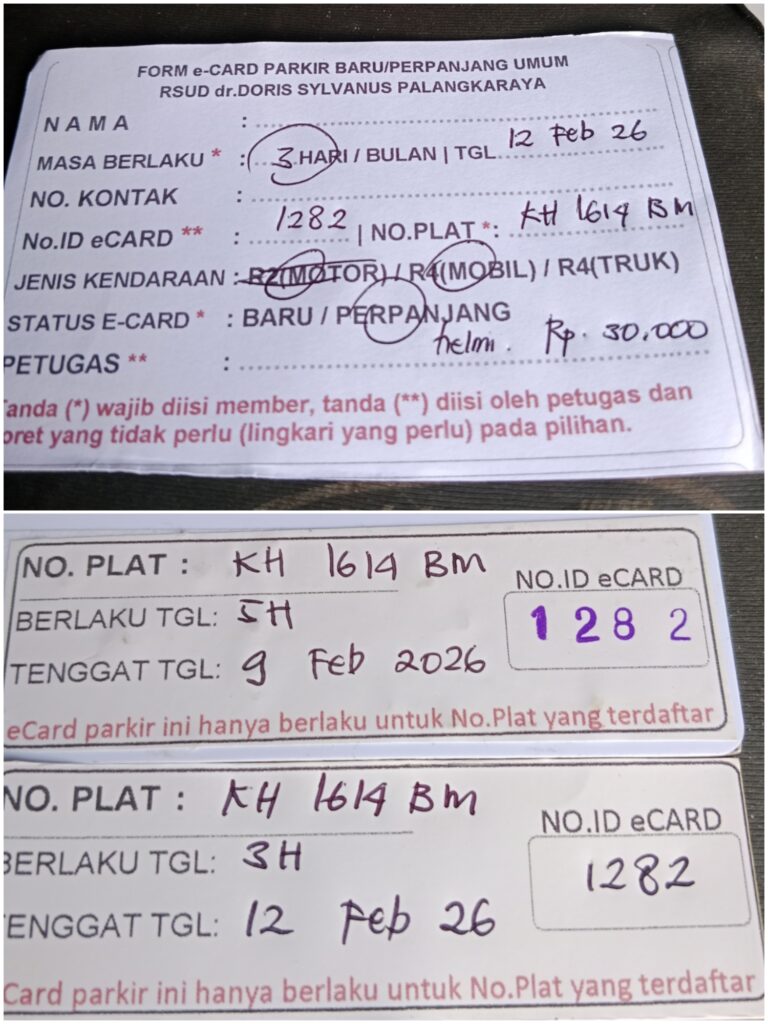 FORM e-CARD PARKIR BARU/PERPANJANG UMUM
RSUD dr.DORIS SYLVANUS PALANGKARAYA
NAMA :
MASA BERLAKU * : 3 HARI / BULAN | TGL 12 Feb 26
NO. KONTAK :
No.ID eCARD ** : 1282 | NO.PLAT *: KH 1614 BM
JENIS KENDARAAN : R2(MOTOR) / R4(MOBIL) / R4(TRUK)
STATUS E-CARD * : BARU / PERPANJANG
PETUGAS ** : helmi. Rp. 30.000
Tanda (*) wajib diisi member, tanda (**) diisi oleh petugas dan
coret yang tidak perlu (lingkari yang perlu) pada pilihan.
NO. PLAT : KH 1614 BM
NO.ID eCARD
BERLAKU TGL: 5H
1282
TENGGAT TGL: 9 Feb 2026
eCard parkir ini hanya berlaku untuk No.Plat yang terdaftar
NO. PLAT : KH 1614 BM
NO.ID eCARD
BERLAKU TGL: 3H
1282
TENGGAT TGL: 12 Feb 26
eCard parkir ini hanya berlaku untuk No.Plat yang terdaftar